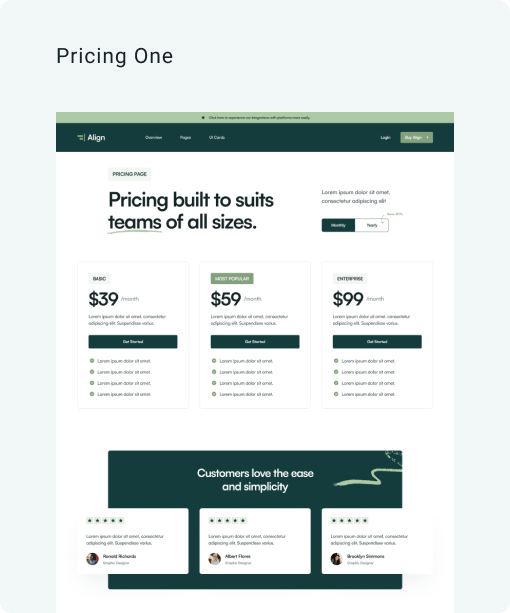 Pricing One
Click here to experience our integrations with platforms more easily.
Align
Overview
Pages
UI Cards
Login
Buy Align
PRICING PAGE
Pricing built to suits
teams of all sizes.
Lorem ipsum dolor sit amet,
consectetur adipiscing elit
Monthly
Yearly
BASIC
$39 /month
Lorem ipsum dolor sit amet, consectetur
adipiscing elit. Suspendisse varius.
Get Started
Lorem ipsum dolor sit amet.
Lorem ipsum dolor sit amet.
Lorem ipsum dolor sit amet.
Lorem ipsum dolor sit amet.
MOST POPULAR
$59 /month
Lorem ipsum dolor sit amet, consectetur
adipiscing elit. Suspendisse varius.
Get Started
Lorem ipsum dolor sit amet.
Lorem ipsum dolor sit amet.
Lorem ipsum dolor sit amet.
Lorem ipsum dolor sit amet.
ENTERPRISE
$99 /month
Lorem ipsum dolor sit amet, consectetur
adipiscing elit. Suspendisse varius.
Get Started
Lorem ipsum dolor sit amet.
Lorem ipsum dolor sit amet.
Lorem ipsum dolor sit amet.
Lorem ipsum dolor sit amet.
Customers love the ease
and simplicity
Lorem ipsum dolor sit amet, consectetur
adipiscing elit. Suspendisse varius.
Ronald Richards
Graphic Designer
Lorem ipsum dolor sit amet, consectetur
adipiscing elit. Suspendisse varius.
Albert Flores
Graphic Designer
Lorem ipsum dolor sit amet, consectetur
adipiscing elit. Suspendisse varius.
Brooklyn Simmons
Graphic Designer